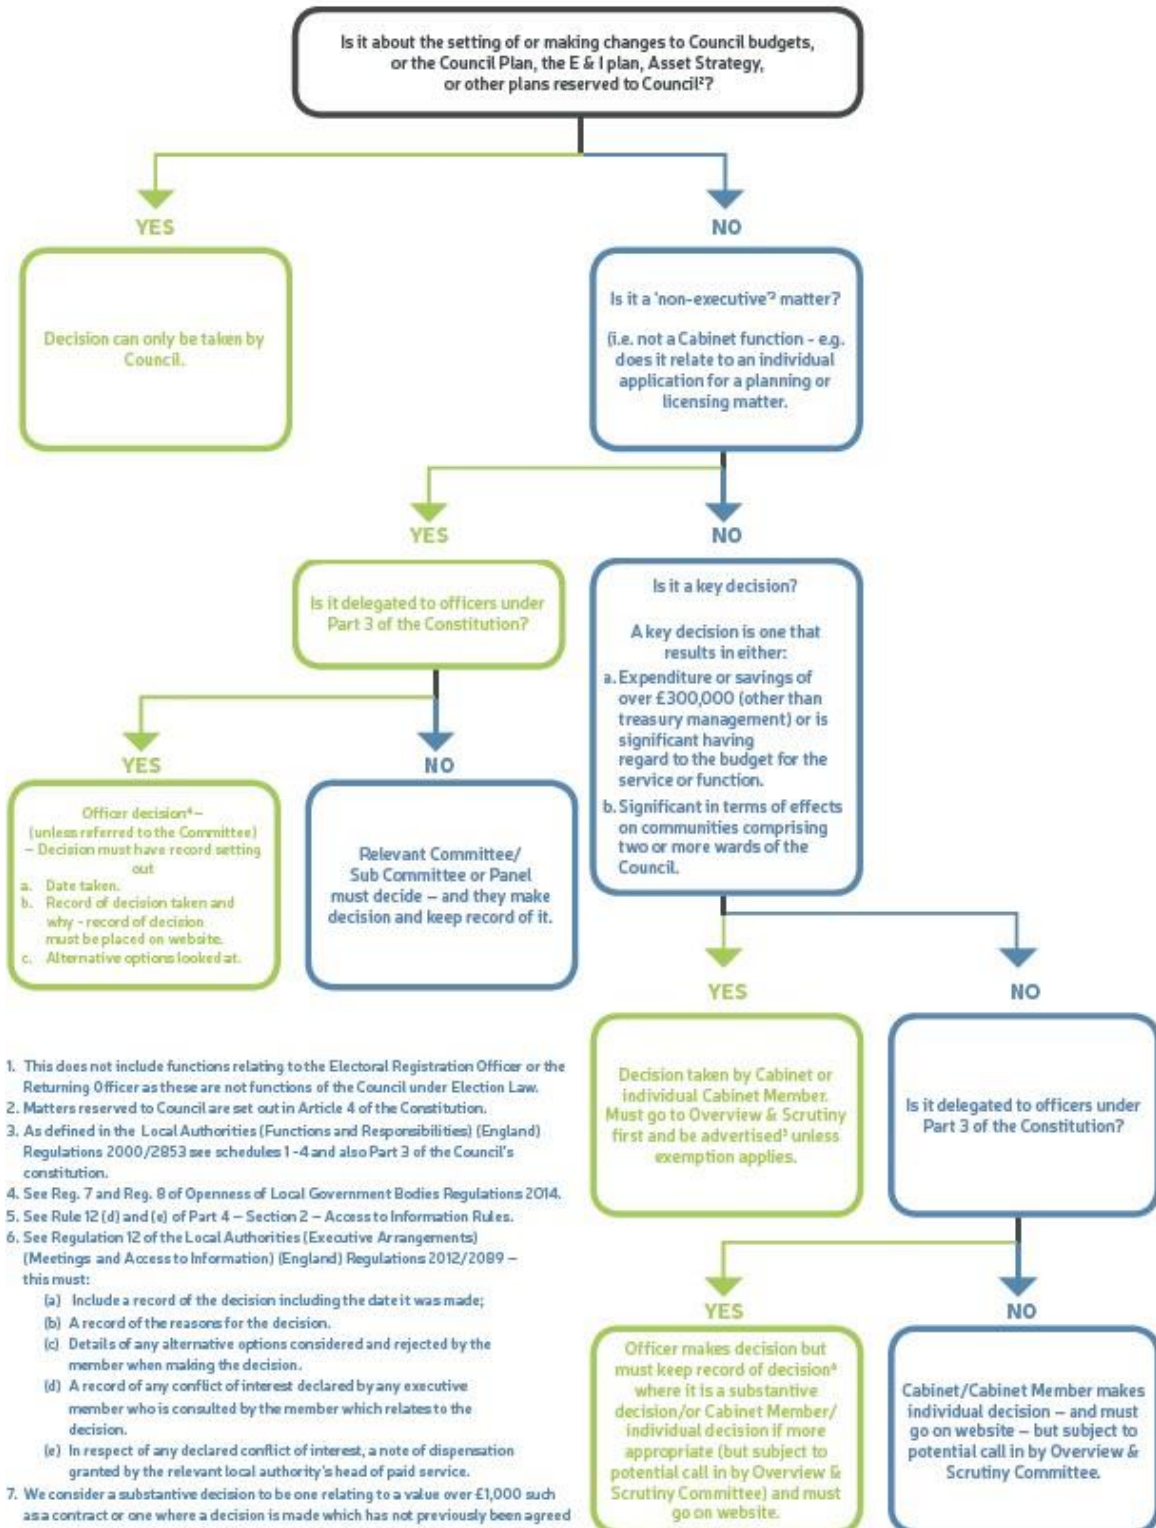 Is it about the setting of or making changes to Council budgets,
or the Council Plan, the E & I plan, Asset Strategy,
or other plans reserved to Council²?
YES
NO
Decision can only be taken by
Council.
Is it a 'non-executive'³ matter?
(i.e. not a Cabinet function - e.g.
does it relate to an individual
application for a planning or
licensing matter.
YES
NO
Is it delegated to officers under
Part 3 of the Constitution?
Is it a key decision?
A key decision is one that
results in either:
a. Expenditure or savings of
over £300,000 (other than
treasury management) or is
significant having
regard to the budget for the
service or function.
b. Significant in terms of effects
on communities comprising
two or more wards of the
Council.
YES
NO
Officer decision⁴ –
(unless referred to the Committee)
– Decision must have record setting
out
a. Date taken.
b. Record of decision taken and
why - record of decision
must be placed on website.
c. Alternative options looked at.
Relevant Committee/
Sub Committee or Panel
must decide – and they make
decision and keep record of it.
YES
NO
Decision taken by Cabinet or
individual Cabinet Member.
Must go to Overview & Scrutiny
first and be advertised⁵ unless
exemption applies.
Is it delegated to officers under
Part 3 of the Constitution?
YES
NO
Officer makes decision but
must keep record of decision⁶
where it is a substantive
decision/or Cabinet Member/
individual decision if more
appropriate (but subject to
potential call in by Overview &
Scrutiny Committee) and must
go on website.
Cabinet/Cabinet Member makes
individual decision – and must
go on website – but subject to
potential call in by Overview &
Scrutiny Committee.
1. This does not include functions relating to the Electoral Registration Officer or the
Returning Officer as these are not functions of the Council under Election Law.
2. Matters reserved to Council are set out in Article 4 of the Constitution.
3. As defined in the Local Authorities (Functions and Responsibilities) (England)
Regulations 2000/2853 see schedules 1 -4 and also Part 3 of the Council's
constitution.
4. See Reg. 7 and Reg. 8 of Openness of Local Government Bodies Regulations 2014.
5. See Rule 12 (d) and (e) of Part 4 – Section 2 – Access to Information Rules.
6. See Regulation 12 of the Local Authorities (Executive Arrangements)
(Meetings and Access to Information) (England) Regulations 2012/2089 –
this must:
(a) Include a record of the decision including the date it was made;
(b) A record of the reasons for the decision.
(c) Details of any alternative options considered and rejected by the
member when making the decision.
(d) A record of any conflict of interest declared by any executive
member who is consulted by the member which relates to the
decision.
(e) In respect of any declared conflict of interest, a note of dispensation
granted by the relevant local authority's head of paid service.
7. We consider a substantive decision to be one relating to a value over £1,000 such
as a contract or one where a decision is made which has not previously been agreed